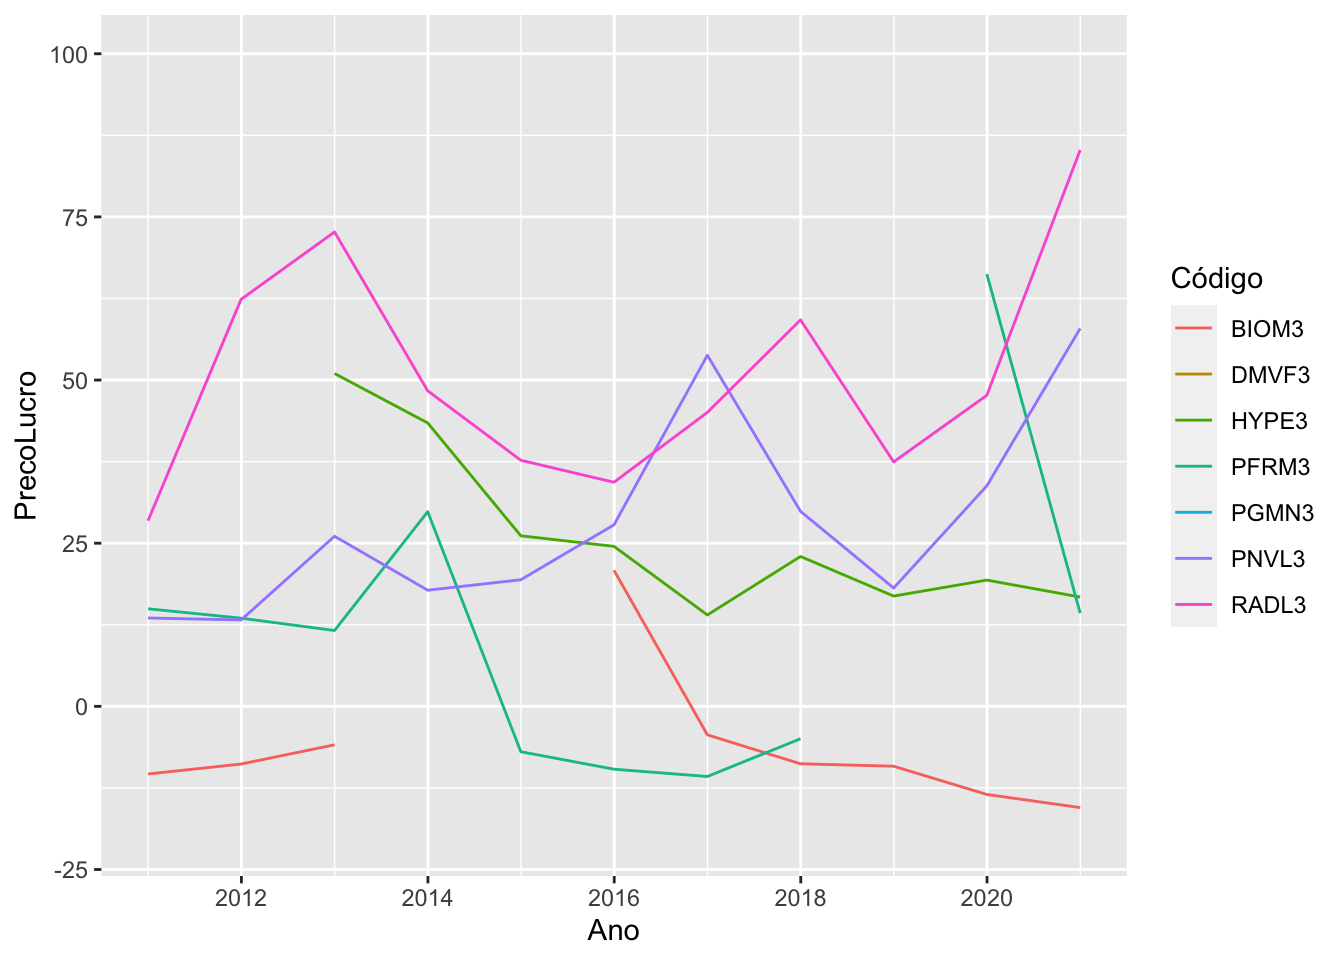 PrecoLucro
100
75
50
25
0
-25
2012 2014 2016 2018 2020
Ano
Código
BIOM3
DMVF3
HYPE3
PFRM3
PGMN3
PNVL3
RADL3